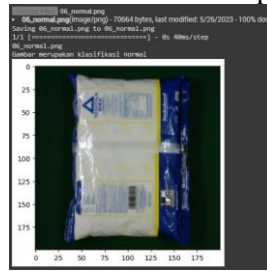 06_normal.png
• 06_normal.png(image/png) - 70664 bytes, last modified: 5/26/2023 - 100% don
Saving 06_normal.png to 06_normal.png
1/1 [==============================] - 0s 40ms/step
06_normal.png
Gambar merupakan klasifikasi normal
0
25
50
75
100
125
150
175
0 25 50 75 100 125 150 175